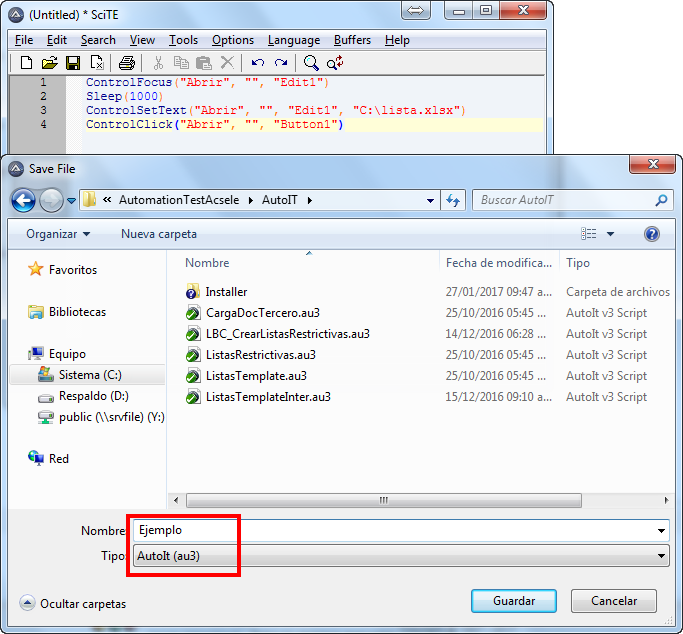 (Untitled) * SciTE
File Edit Search View Tools Options Language Buffers Help
1 ControlFocus("Abrir", "", "Edit1")
2 Sleep(1000)
3 ControlSetText("Abrir", "", "Edit1", "C:\lista.xlsx")
4 ControlClick("Abrir", "", "Button1")
Save File
« AutomationTestAcsele AutoIT Buscar AutoIT
Organizar Nueva carpeta
Favoritos
Bibliotecas
Equipo
Sistema (C:)
Respaldo (D:)
public (\\srvfile) (Y:)
Red
Nombre Fecha de modifica... Tipo
Installer 27/01/2017 09:47 a... Carpeta de archivos
CargaDocTercero.au3 25/10/2016 05:45 ... AutoIt v3 Script
LBC_CrearListasRestrictivas.au3 14/12/2016 06:28 ... AutoIt v3 Script
ListasRestrictivas.au3 25/10/2016 05:45 ... AutoIt v3 Script
ListasTemplate.au3 25/10/2016 05:45 ... AutoIt v3 Script
ListasTemplateInter.au3 15/12/2016 09:10 a... AutoIt v3 Script
Nombre: Ejemplo
Tipo: AutoIt (au3)
Ocultar carpetas Guardar Cancelar